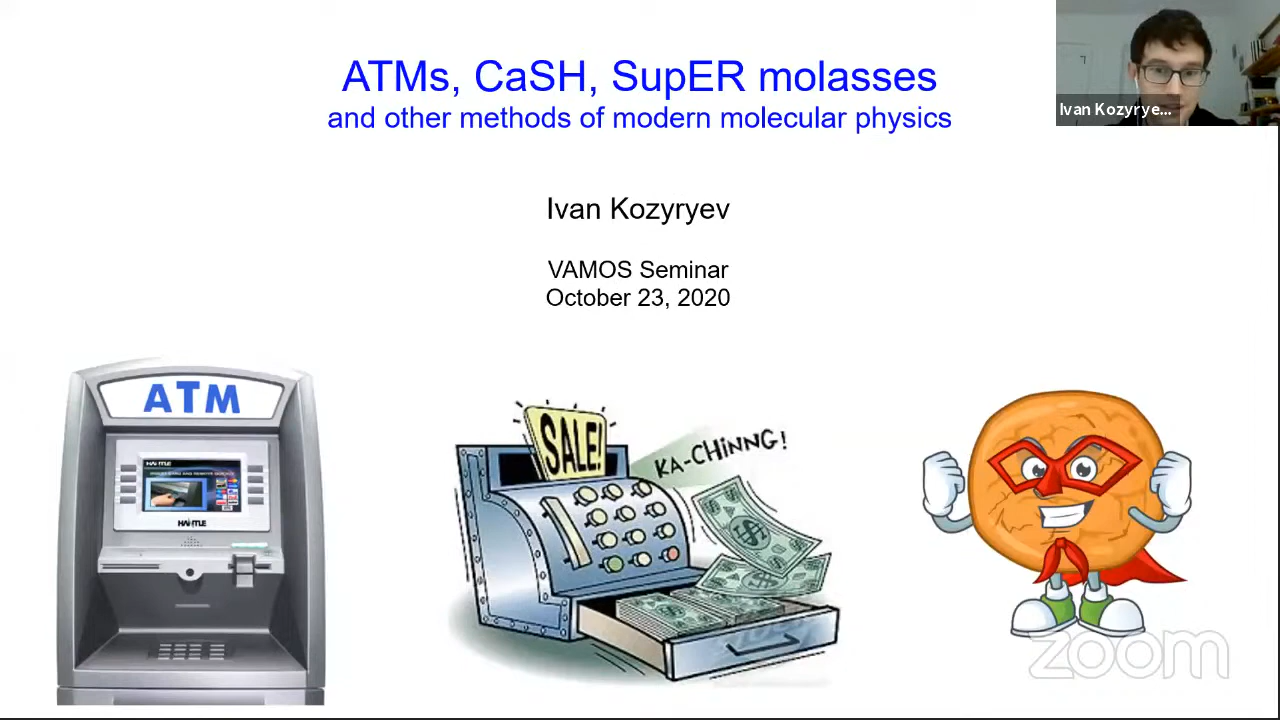 ATMs, CaSH, SupER molasses
and other methods of modern molecular physics
Ivan Kozyrye...
Ivan Kozyryev
VAMOS Seminar
October 23, 2020
ATM
SALE!
KA-CHINNG!
zoom